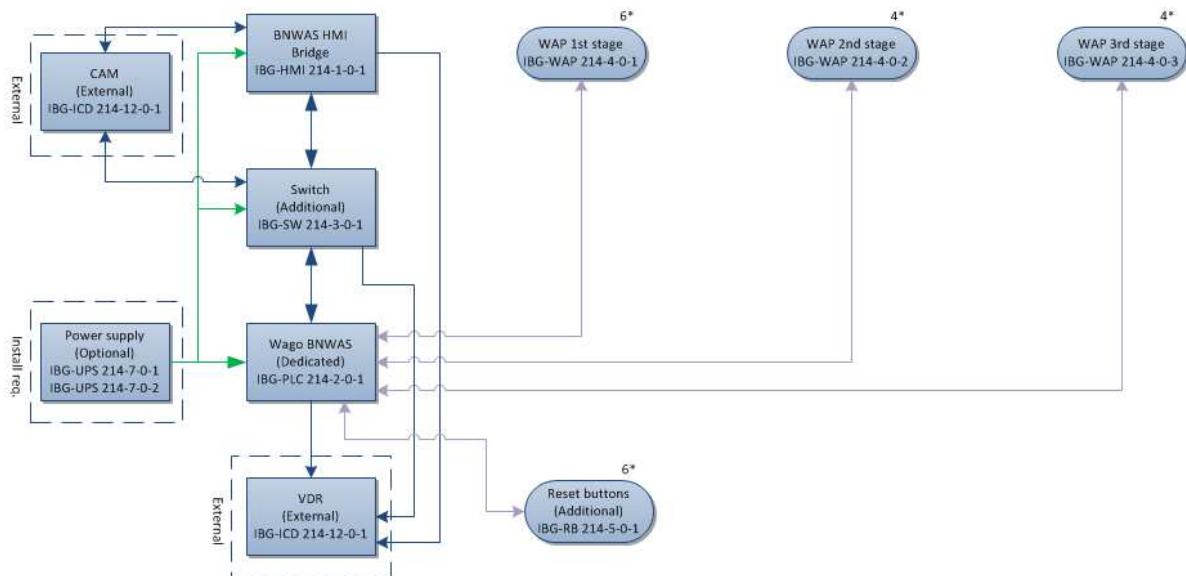 BNWAS HMI
Bridge
IBG-HMI 214-1-0-1
6*
WAP 1st stage
IBG-WAP 214-4-0-1
4*
WAP 2nd stage
IBG-WAP 214-4-0-2
4*
WAP 3rd stage
IBG-WAP 214-4-0-3
External
CAM
(External)
IBG-ICD 214-12-0-1
Switch
(Additional)
IBG-SW 214-3-0-1
Install req.
Power supply
(Optional)
IBG-UPS 214-7-0-1
IBG-UPS 214-7-0-2
Wago BNWAS
(Dedicated)
IBG-PLC 214-2-0-1
External
VDR
(External)
IBG-ICD 214-12-0-1
6*
Reset buttons
(Additional)
IBG-RB 214-5-0-1